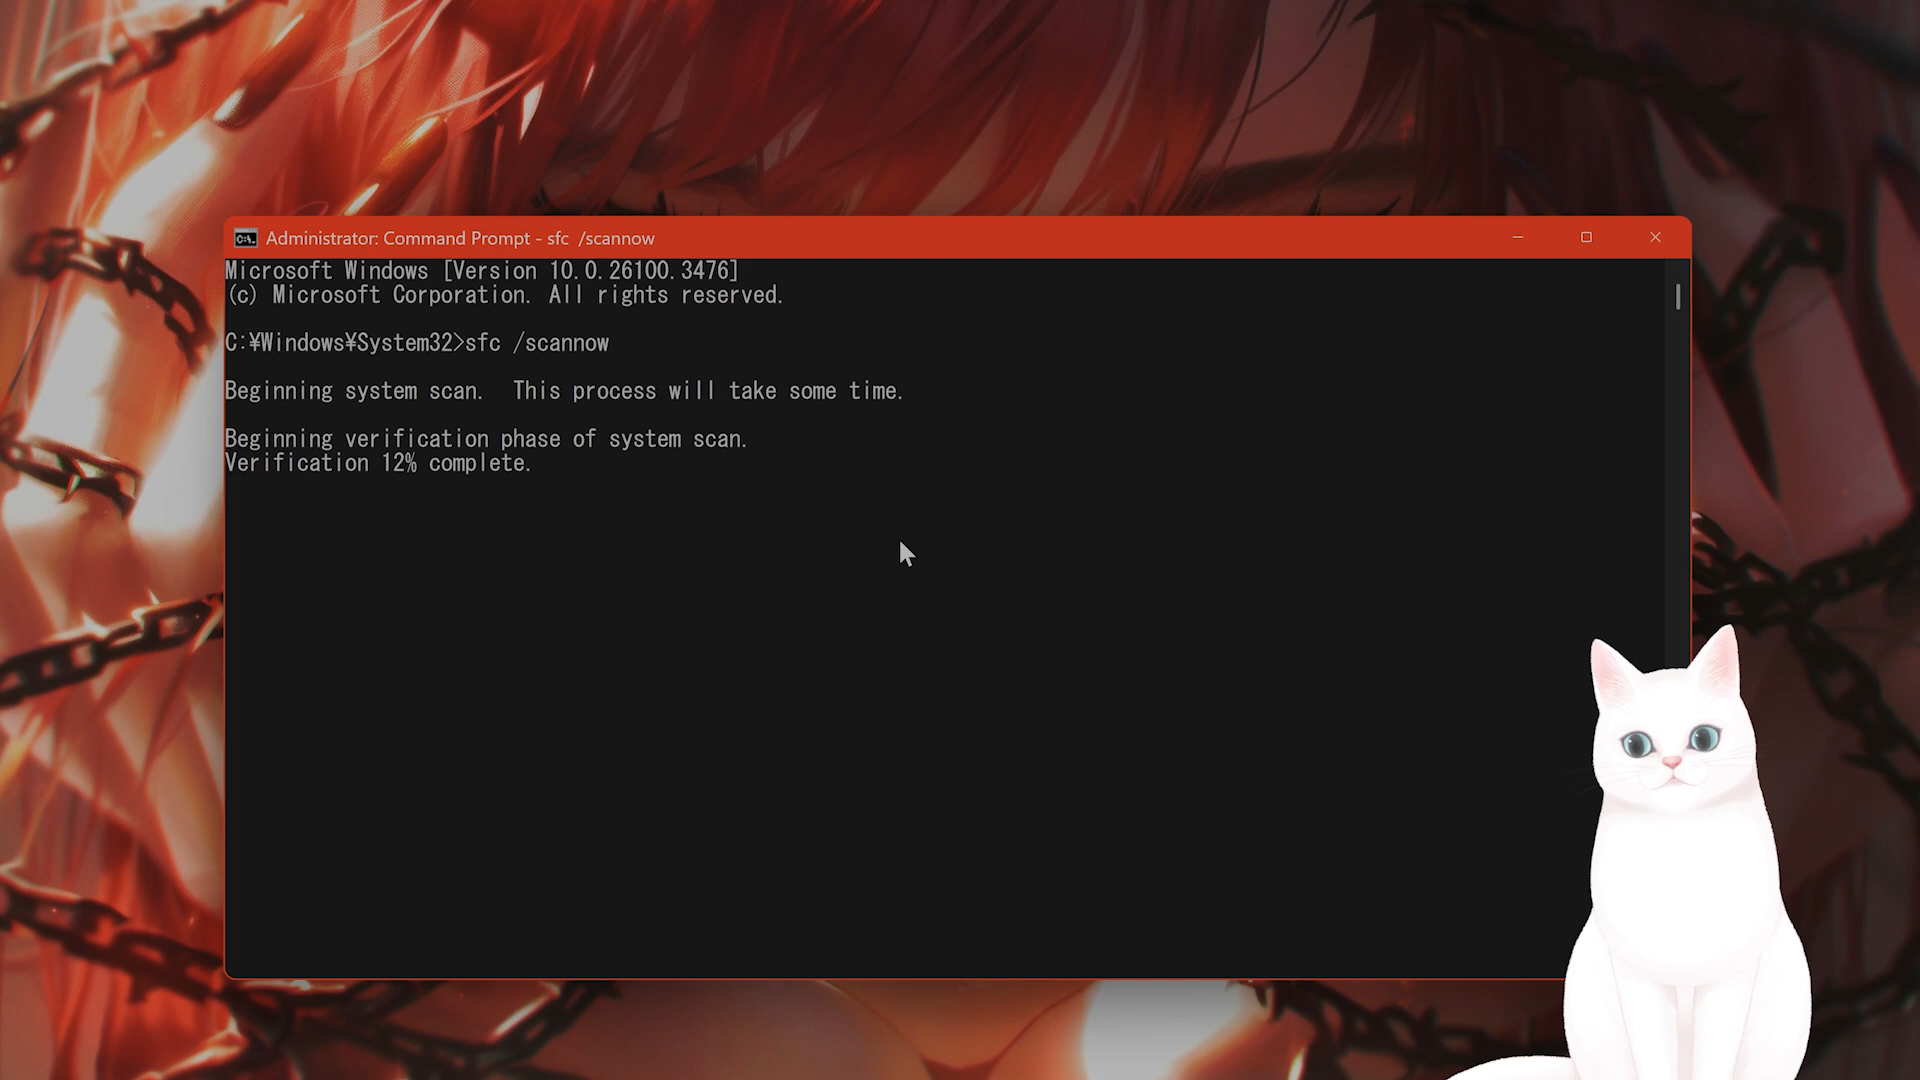 Administrator: Command Prompt - sfc  /scannow
Microsoft Windows [Version 10.0.26100.3476]
(c) Microsoft Corporation. All rights reserved.
C:¥Windows¥System32>sfc /scannow
Beginning system scan.  This process will take some time.
Beginning verification phase of system scan.
Verification 12% complete.